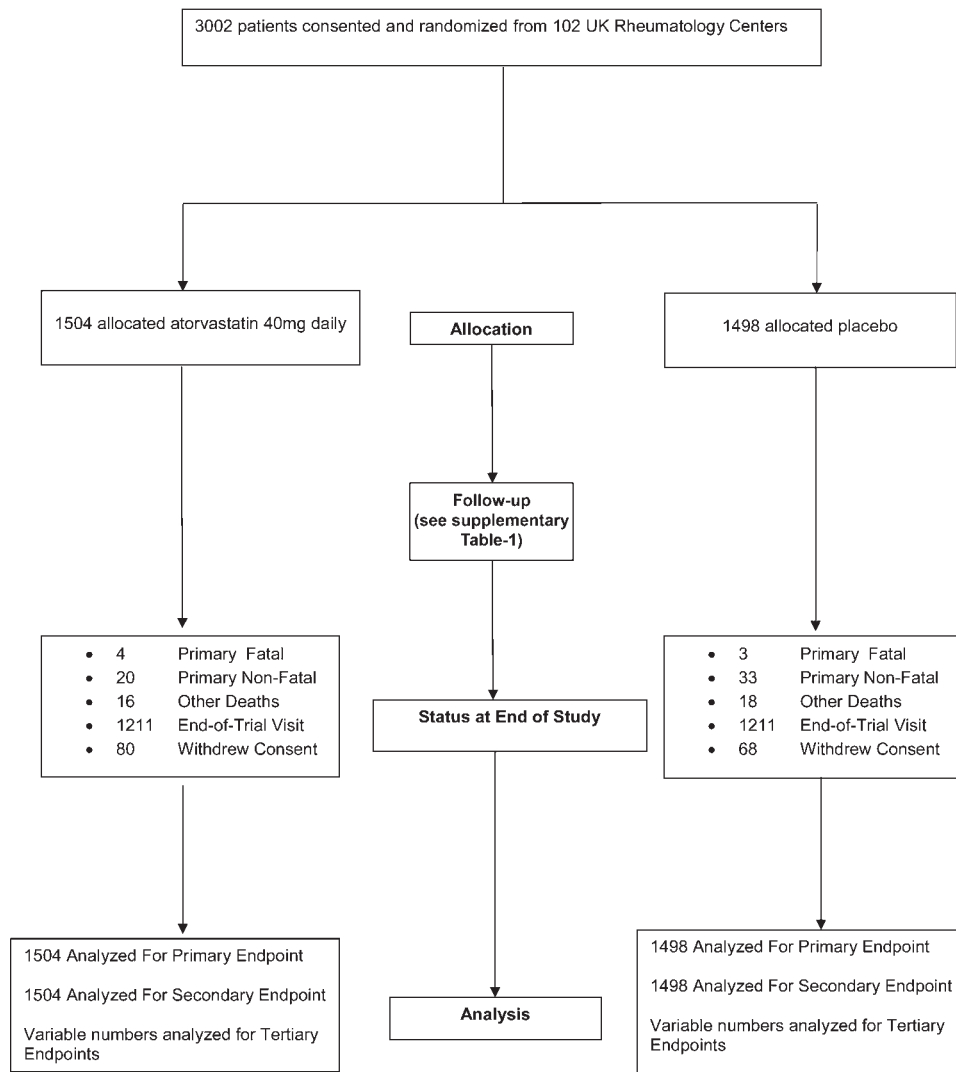 3002 patients consented and randomized from 102 UK Rheumatology Centers
1504 allocated atorvastatin 40mg daily
Allocation
1498 allocated placebo
Follow-up
(see supplementary
Table-1)
• 4 Primary Fatal
• 20 Primary Non-Fatal
• 16 Other Deaths
• 1211 End-of-Trial Visit
• 80 Withdrew Consent
Status at End of Study
• 3 Primary Fatal
• 33 Primary Non-Fatal
• 18 Other Deaths
• 1211 End-of-Trial Visit
• 68 Withdrew Consent
1504 Analyzed For Primary Endpoint
1504 Analyzed For Secondary Endpoint
Variable numbers analyzed for Tertiary
Endpoints
Analysis
1498 Analyzed For Primary Endpoint
1498 Analyzed For Secondary Endpoint
Variable numbers analyzed for Tertiary
Endpoints